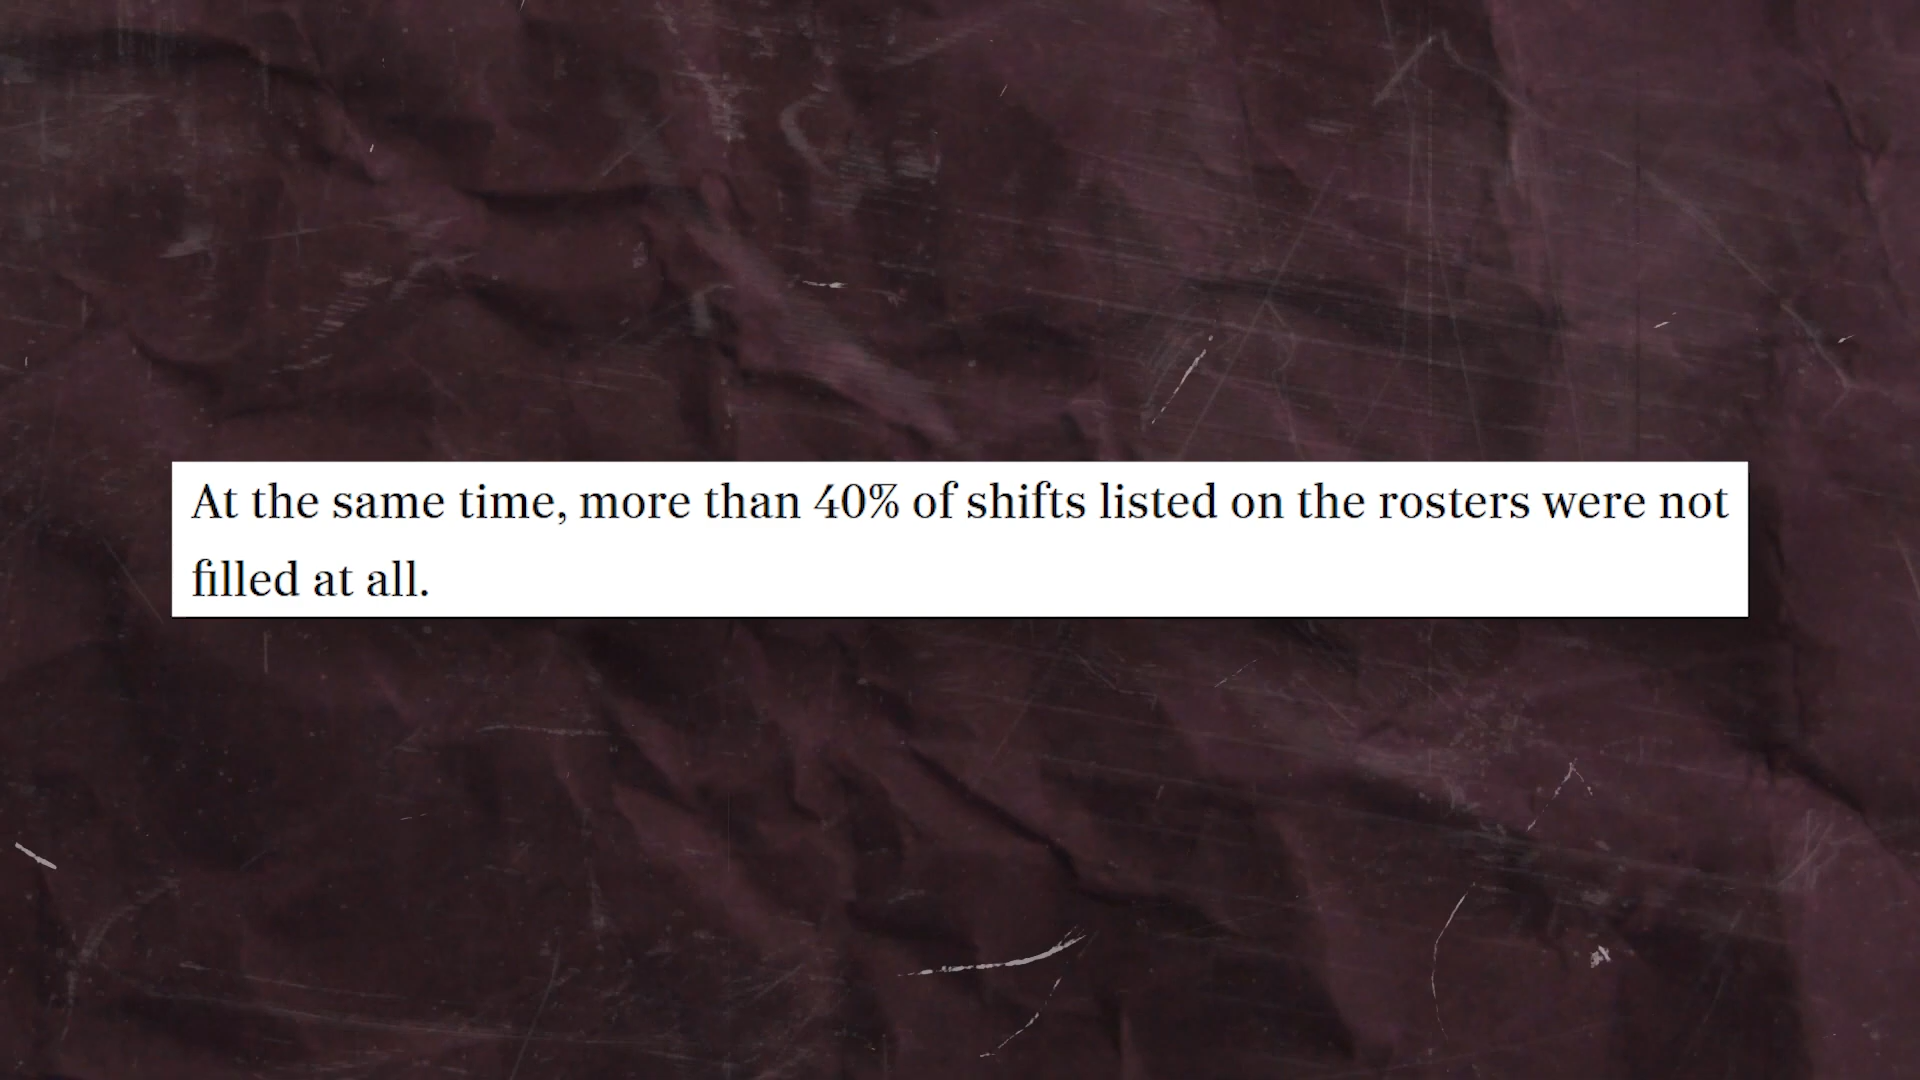 At the same time, more than 40% of shifts listed on the rosters were not
filled at all.